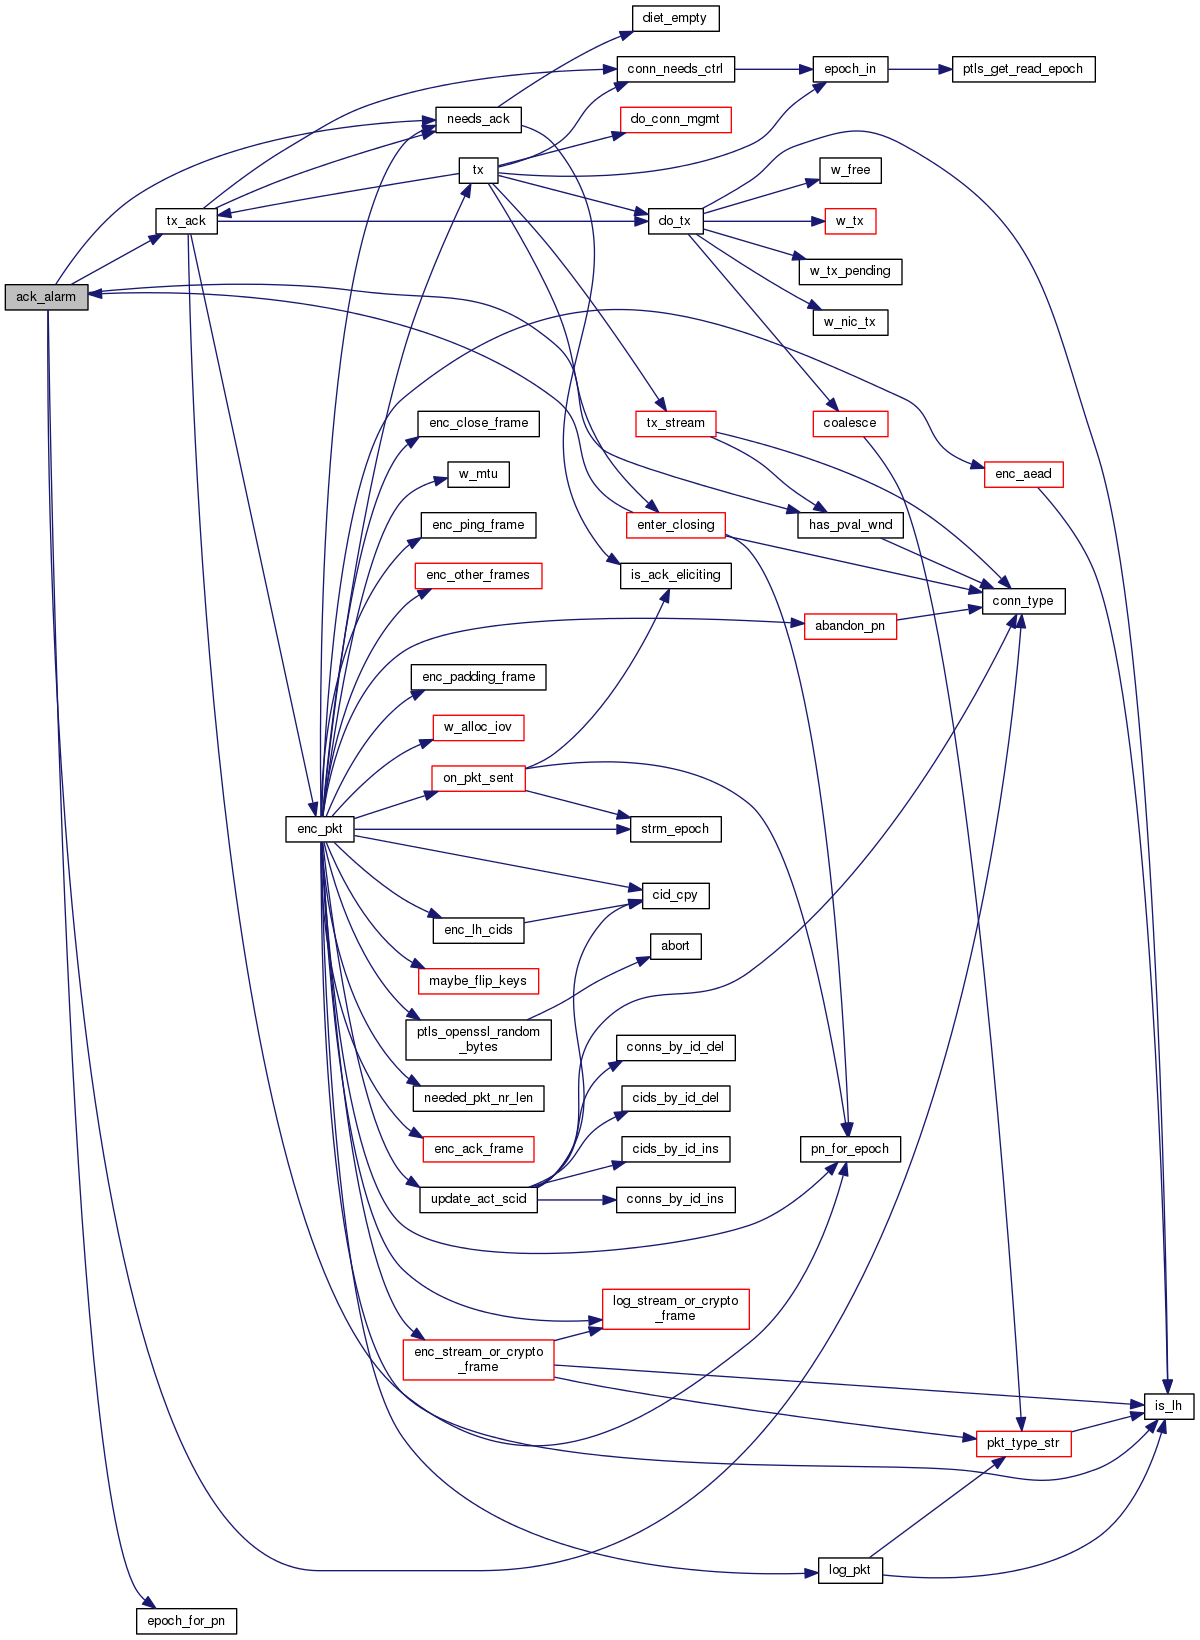 diet_empty
conn_needs_ctrl
epoch_in
ptls_get_read_epoch
needs_ack
do_conn_mgmt
tx
w_free
tx_ack
do_tx
w_tx
w_tx_pending
ack_alarm
w_nic_tx
enc_close_frame
tx_stream
coalesce
w_mtu
enc_aead
enc_ping_frame
enter_closing
has_pval_wnd
enc_other_frames
is_ack_eliciting
conn_type
abandon_pn
enc_padding_frame
w_alloc_iov
on_pkt_sent
enc_pkt
strm_epoch
cid_cpy
enc_lh_cids
abort
maybe_flip_keys
ptls_openssl_random
_bytes
conns_by_id_del
needed_pkt_nr_len
cids_by_id_del
enc_ack_frame
cids_by_id_ins
pn_for_epoch
update_act_scid
conns_by_id_ins
log_stream_or_crypto
_frame
enc_stream_or_crypto
_frame
is_lh
pkt_type_str
log_pkt
epoch_for_pn